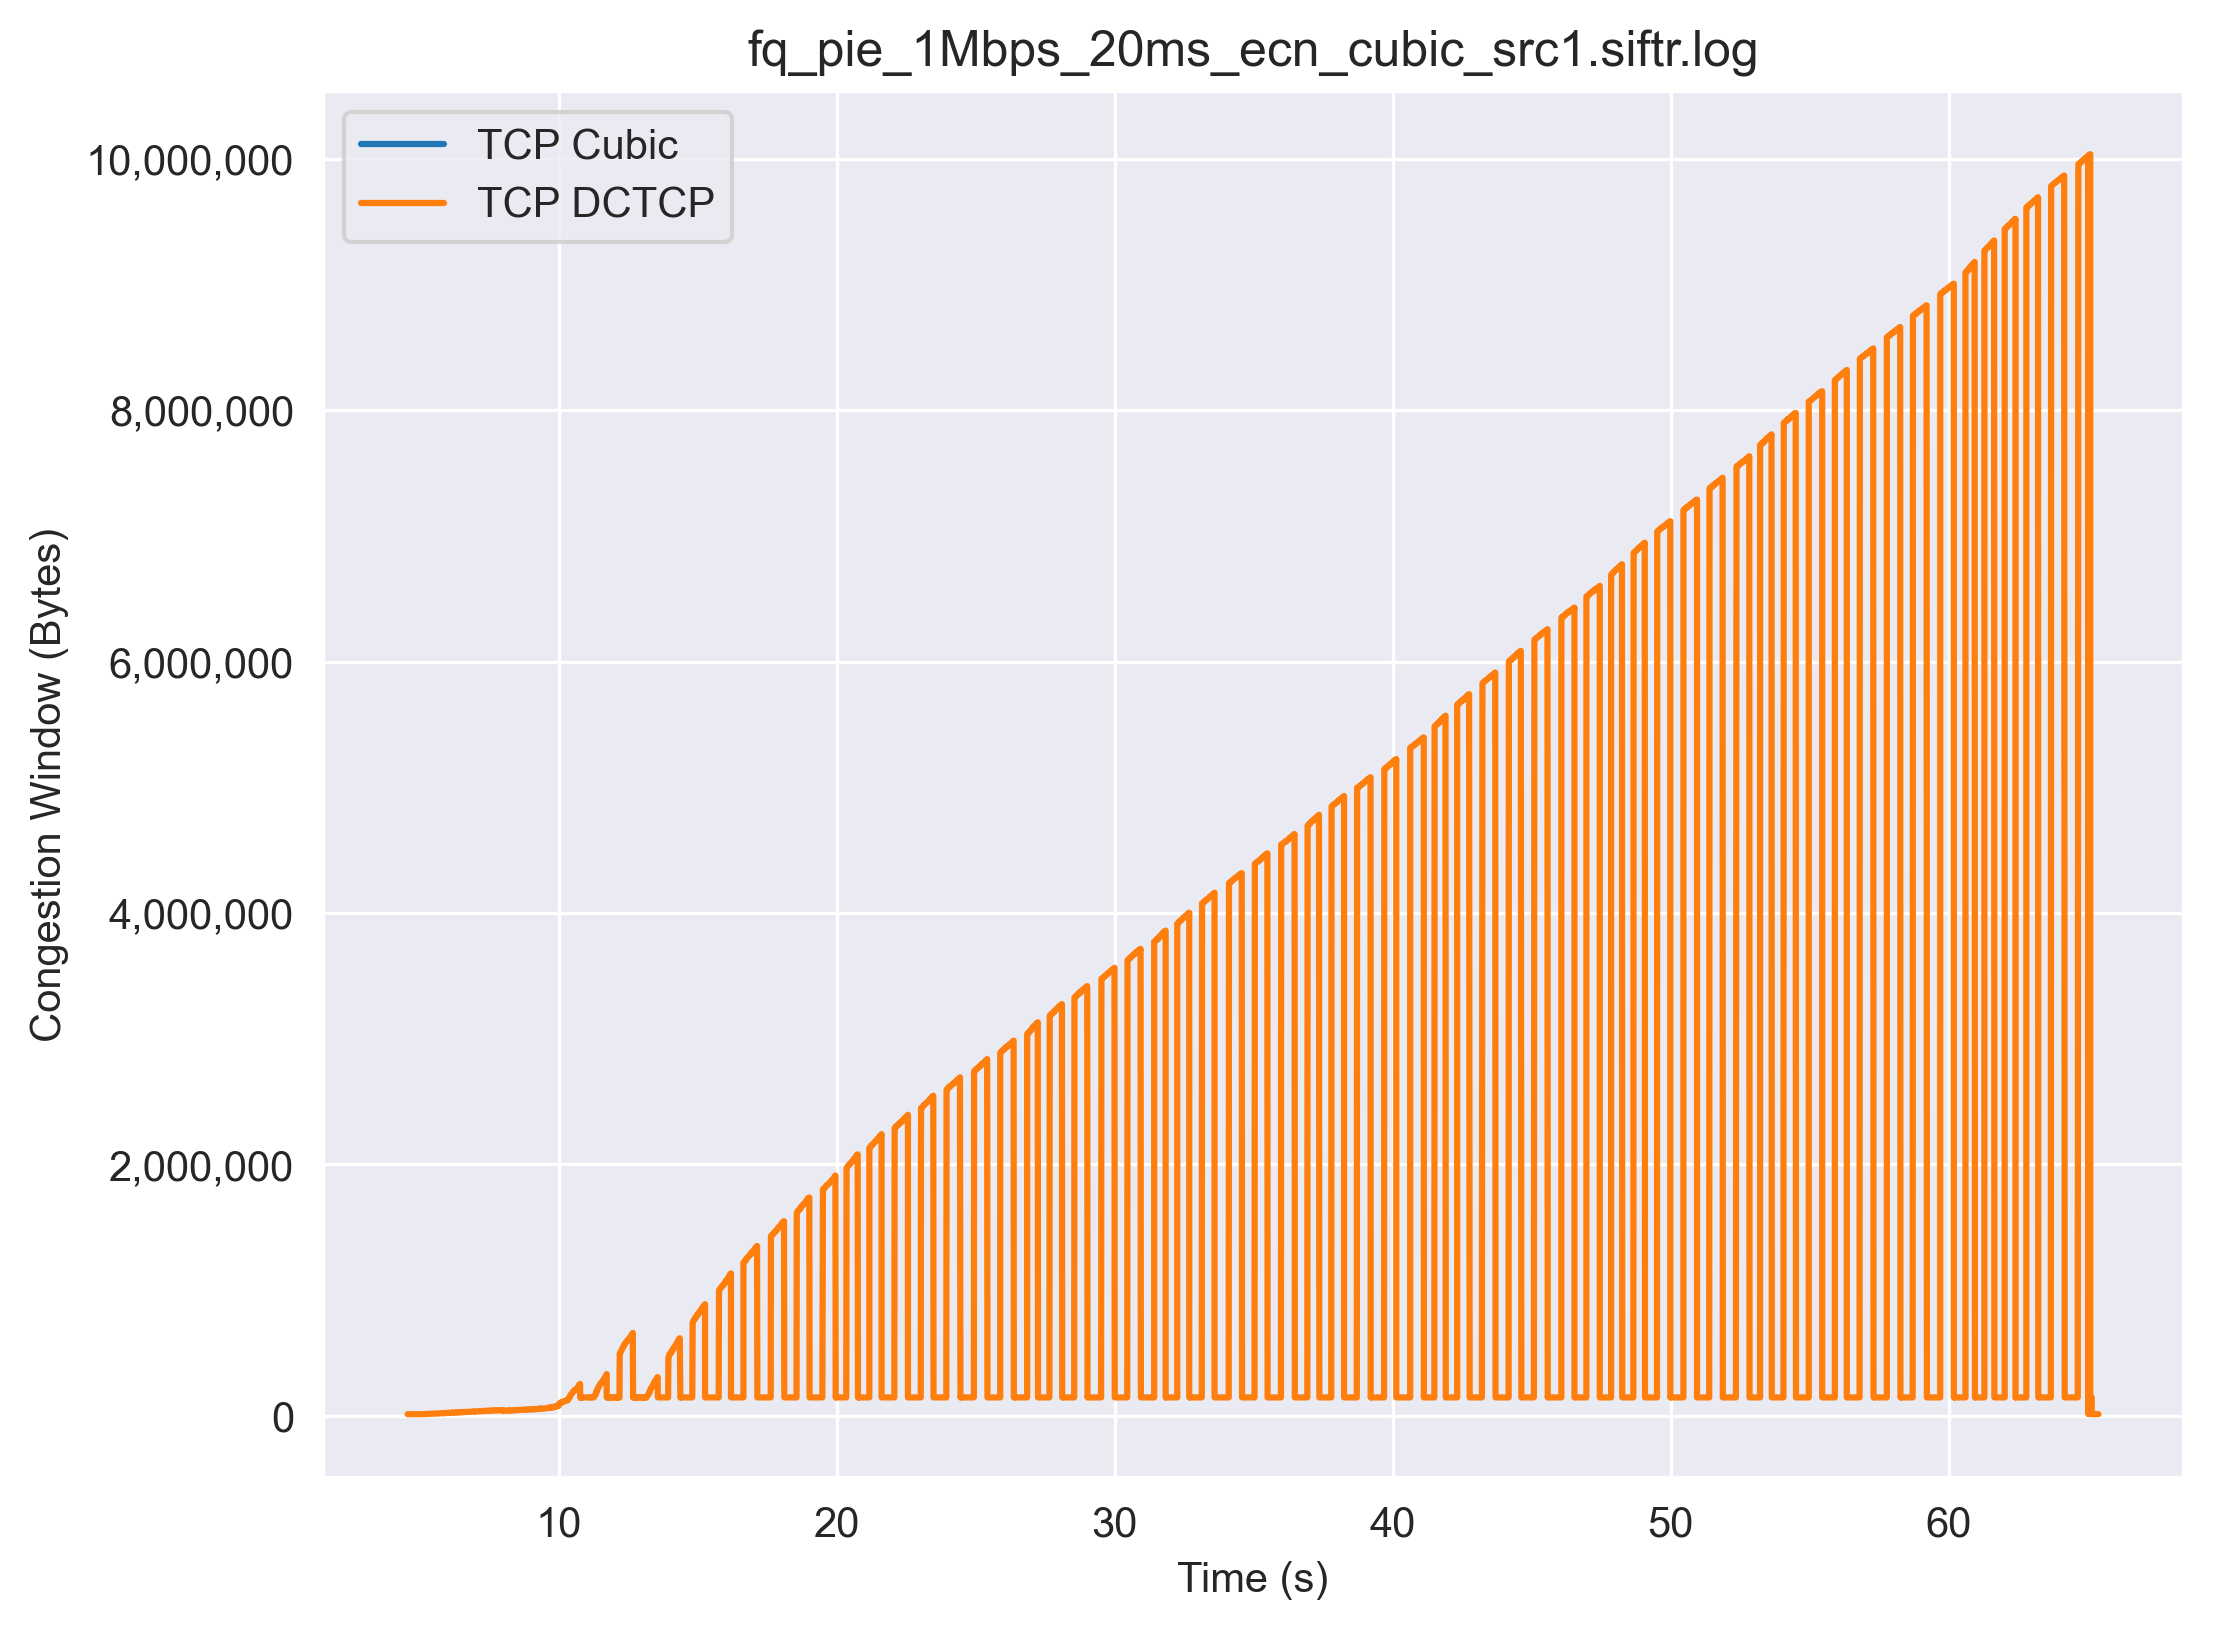 fq_pie_1Mbps_20ms_ecn_cubic_src1.siftr.log
TCP Cubic
TCP DCTCP
Congestion Window (Bytes)
10,000,000
8,000,000
6,000,000
4,000,000
2,000,000
0
10 20 30 40 50 60
Time (s)